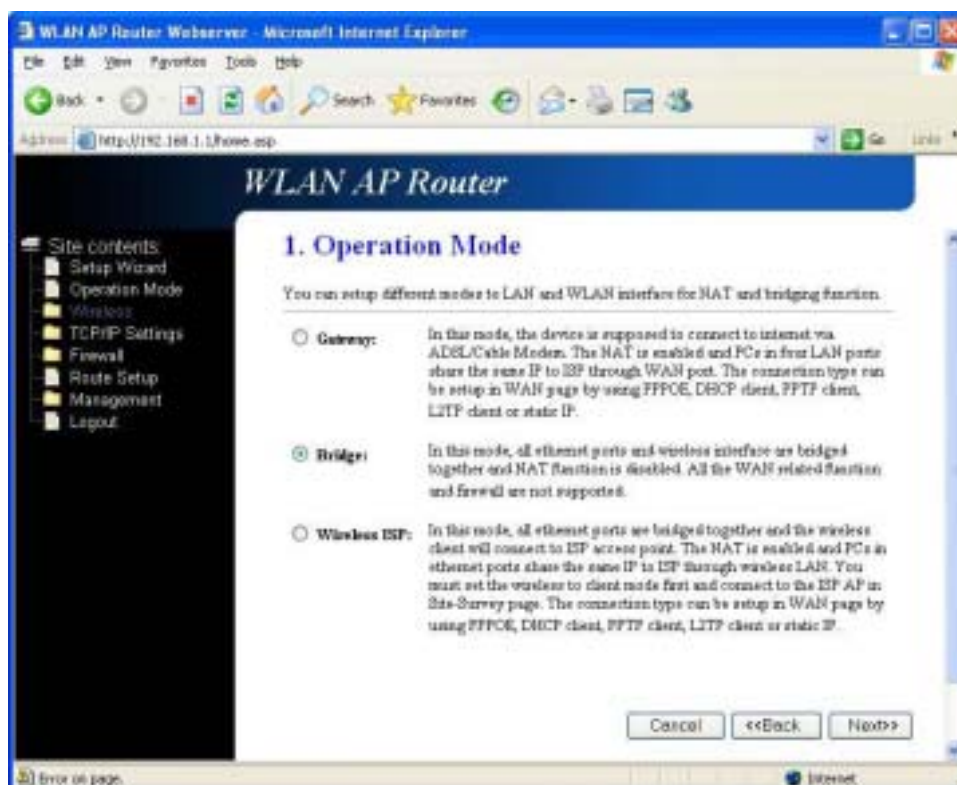 WLAN AP Router Webserver - Microsoft Internet Explorer
File Edit View Favorites Tools Help
Back Search Favorites
Address http://192.168.1.1/home.asp Go Links
WLAN AP Router
Site contents:
Setup Wizard
Operation Mode
Wireless
TCP/IP Settings
Firewall
Route Setup
Management
Logout
1. Operation Mode
You can setup different modes to LAN and WLAN interface for NAT and bridging function.
Gateway: In this mode, the device is supposed to connect to internet via
ADSL/Cable Modem. The NAT is enabled and PCs in four LAN ports
share the same IP to ISP through WAN port. The connection type can
be setup in WAN page by using PPPOE, DHCP client, PPTP client,
L2TP client or static IP.
Bridge: In this mode, all ethernet ports and wireless interface are bridged
together and NAT function is disabled. All the WAN related function
and firewall are not supported.
Wireless ISP: In this mode, all ethernet ports are bridged together and the wireless
client will connect to ISP access point. The NAT is enabled and PCs in
ethernet ports share the same IP to ISP through wireless LAN. You
must set the wireless to client mode first and connect to the ISP AP in
Site-Survey page. The connection type can be setup in WAN page by
using PPPOE, DHCP client, PPTP client, L2TP client or static IP.
Cancel <<Back Next>>
Error on page. Internet